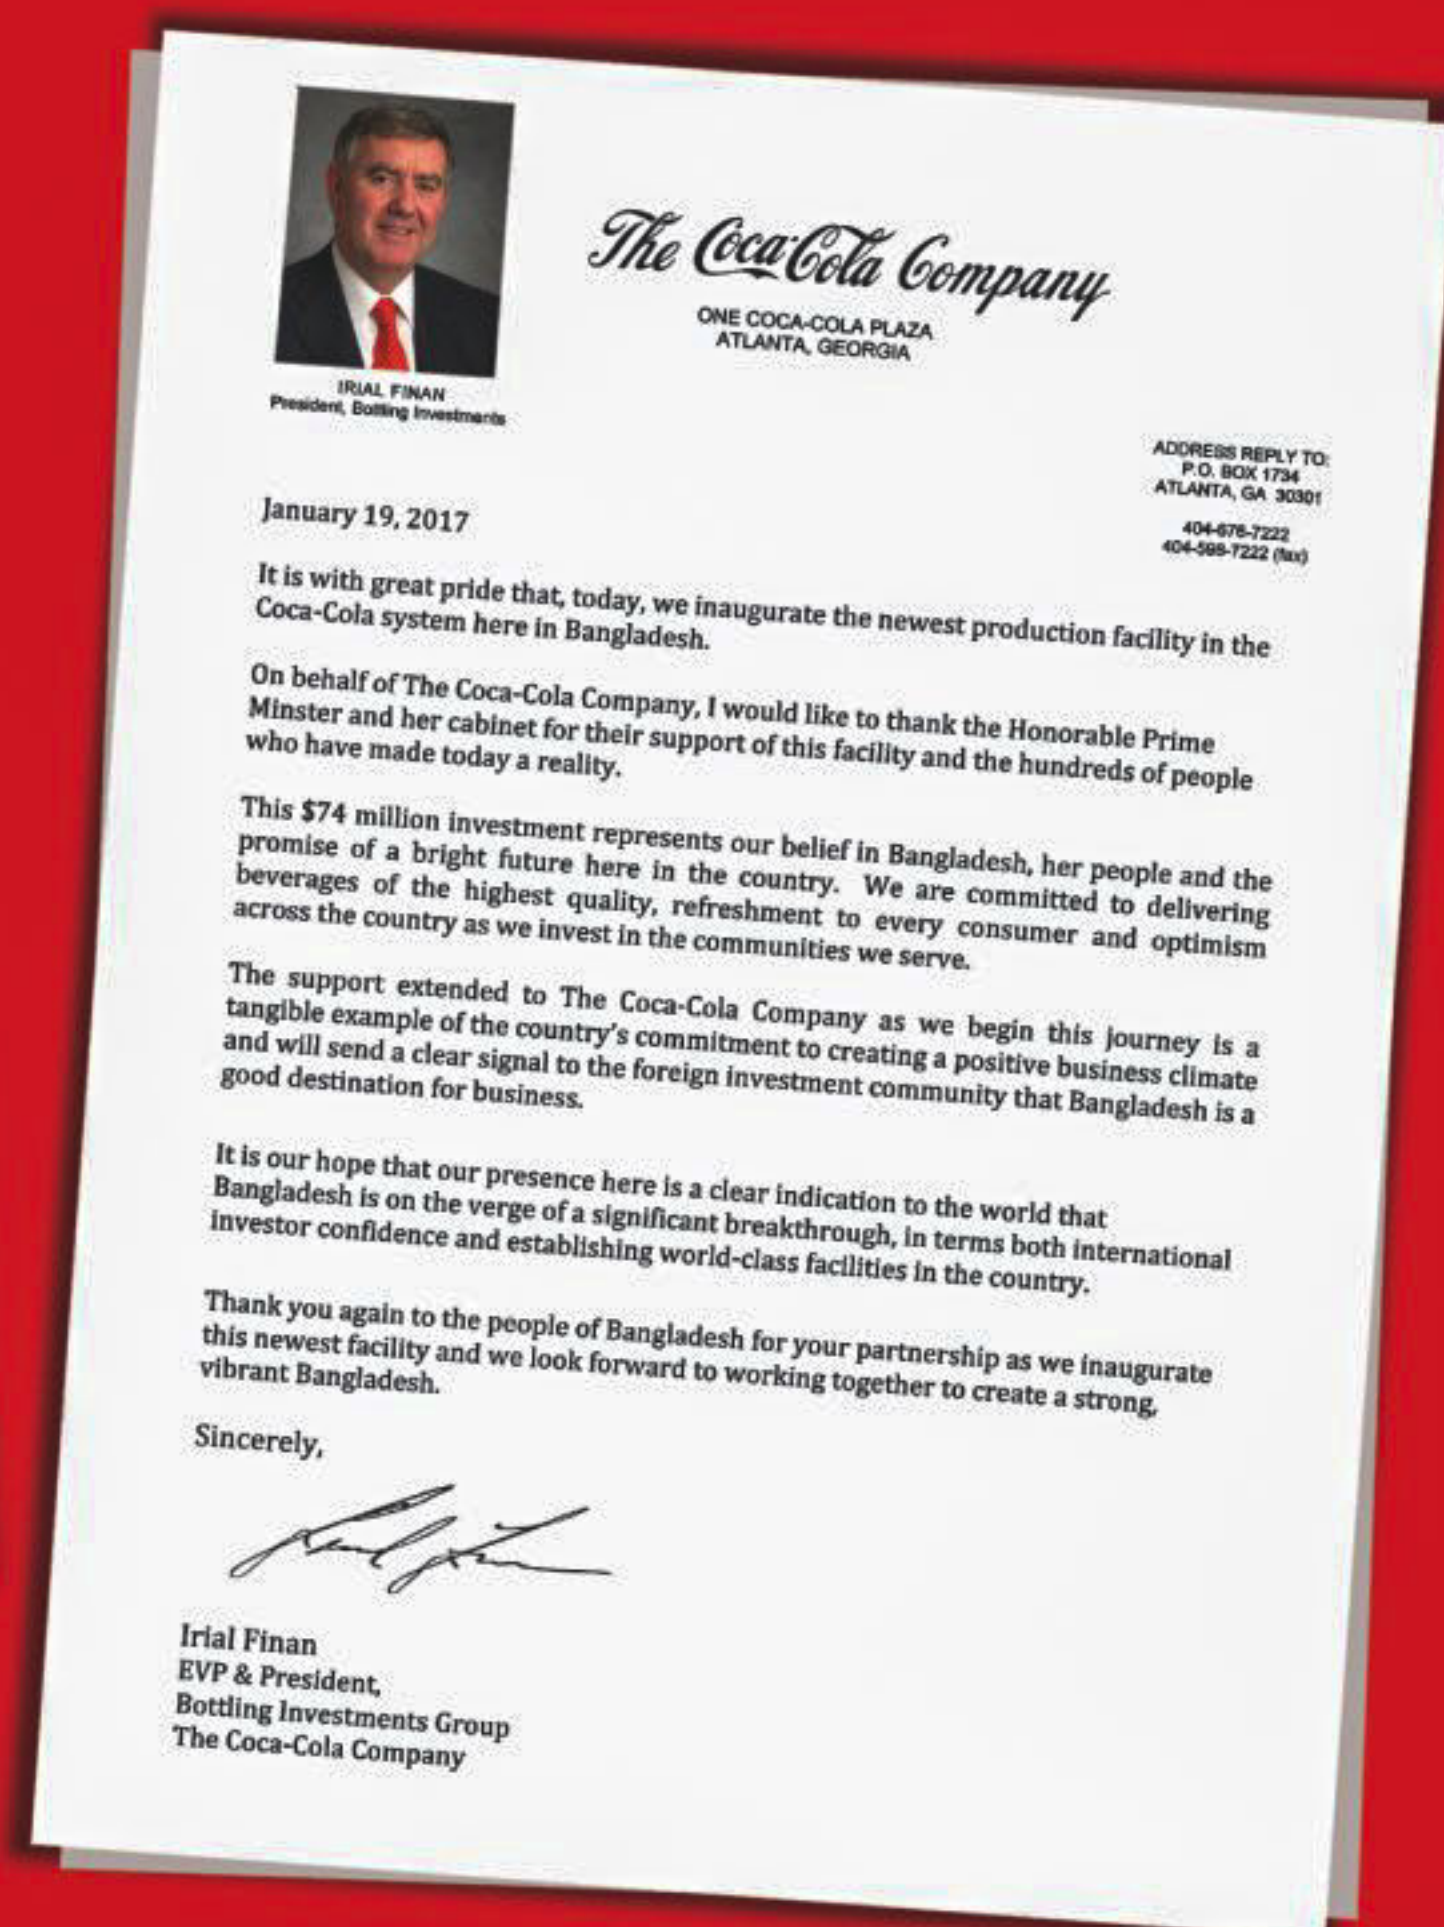 The Coca-Cola Company
ONE COCA-COLA PLAZA
ATLANTA, GEORGIA
IRIAL FINAN
President, Bottling Investments
ADDRESS REPLY TO:
P.O. BOX 1734
ATLANTA, GA 30301
404-676-7222
404-598-7222 (fax)
January 19, 2017
It is with great pride that, today, we inaugurate the newest production facility in the
Coca-Cola system here in Bangladesh.
On behalf of The Coca-Cola Company, I would like to thank the Honorable Prime
Minster and her cabinet for their support of this facility and the hundreds of people
who have made today a reality.
This $74 million investment represents our belief in Bangladesh, her people and the
promise of a bright future here in the country. We are committed to delivering
beverages of the highest quality, refreshment to every consumer and optimism
across the country as we invest in the communities we serve.
The support extended to The Coca-Cola Company as we begin this journey is a
tangible example of the country's commitment to creating a positive business climate
and will send a clear signal to the foreign investment community that Bangladesh is a
good destination for business.
It is our hope that our presence here is a clear indication to the world that
Bangladesh is on the verge of a significant breakthrough, in terms both international
investor confidence and establishing world-class facilities in the country.
Thank you again to the people of Bangladesh for your partnership as we inaugurate
this newest facility and we look forward to working together to create a strong,
vibrant Bangladesh.
Sincerely,
Irial Finan
EVP & President,
Bottling Investments Group
The Coca-Cola Company